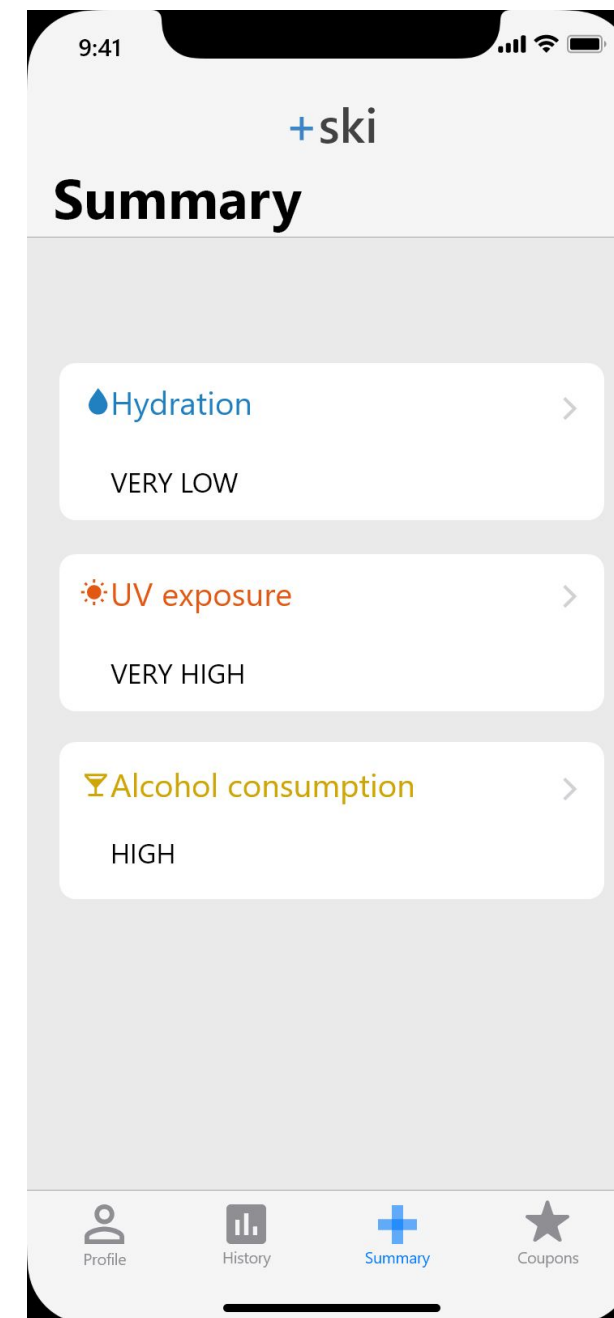 9:41
+ski
Summary
Hydration
VERY LOW
UV exposure
VERY HIGH
Alcohol consumption
HIGH
Profile History Summary Coupons